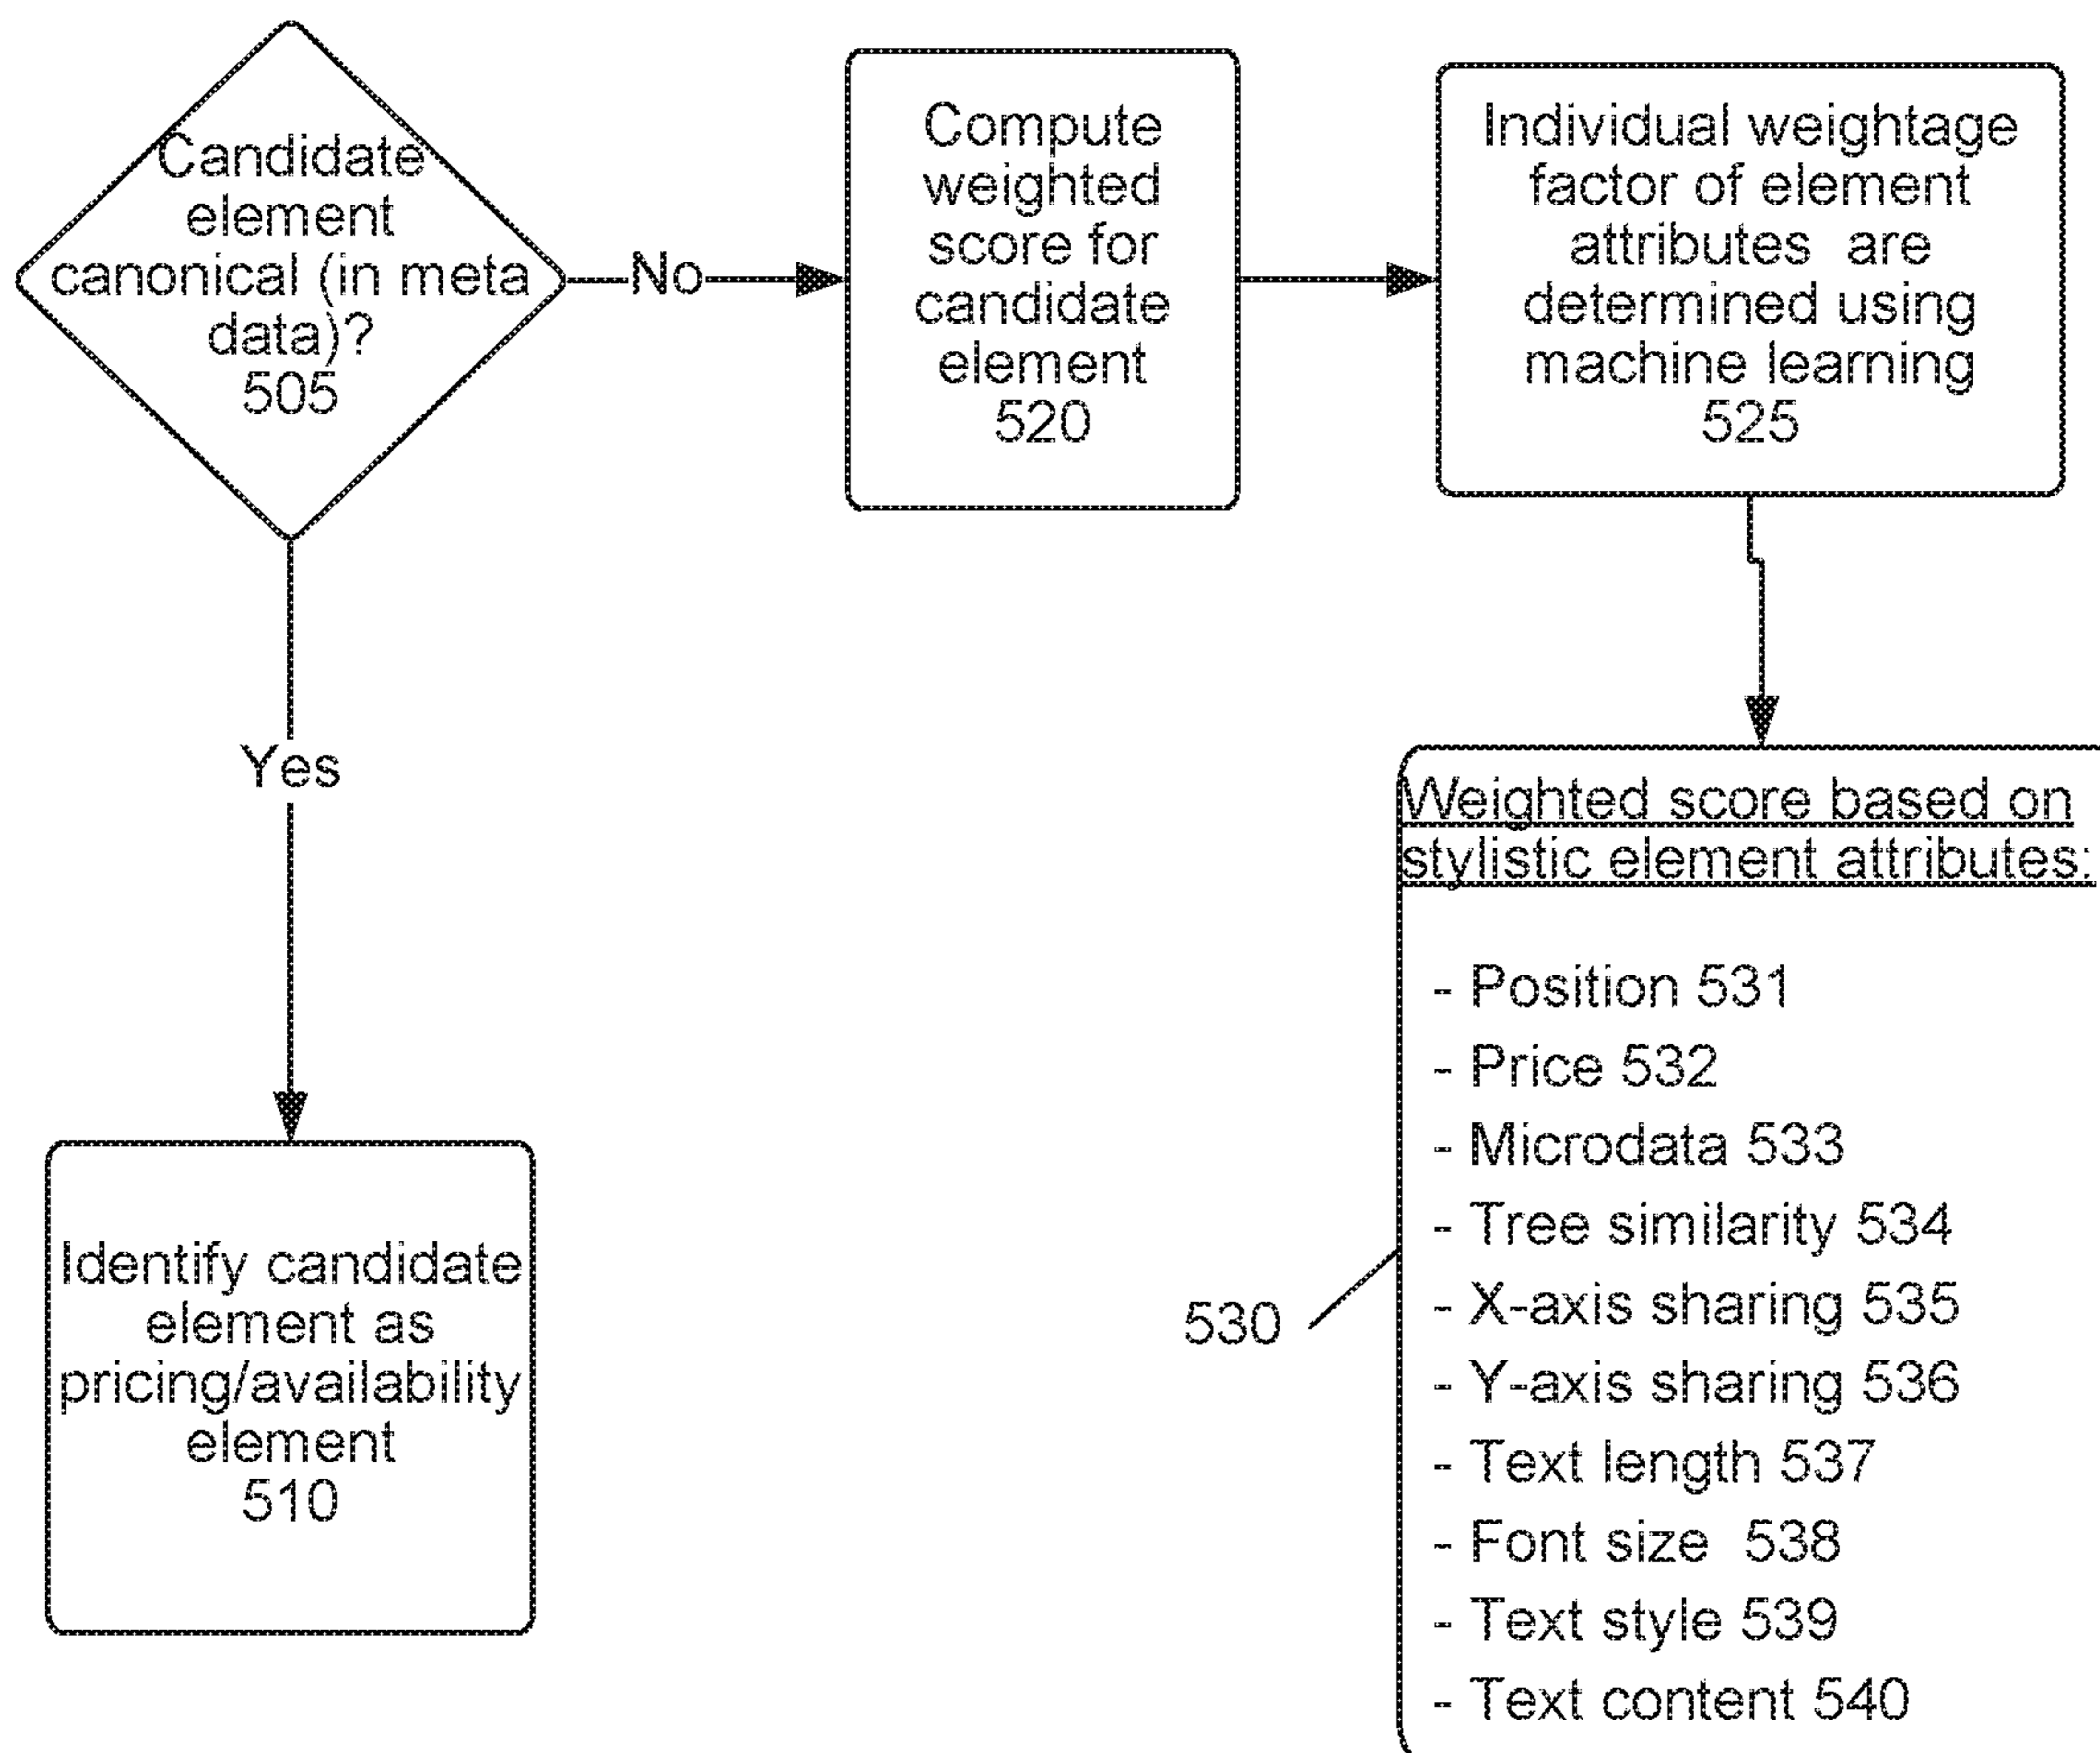 Candidate
element
canonical (in meta
data)?
505
No
Compute
weighted
score for
candidate
element
520
Individual weightage
factor of element
attributes are
determined using
machine learning
525
Yes
Identify candidate
element as
pricing/availability
element
510
530
Weighted score based on
stylistic element attributes:
- Position 531
- Price 532
- Microdata 533
- Tree similarity 534
- X-axis sharing 535
- Y-axis sharing 536
- Text length 537
- Font size 538
- Text style 539
- Text content 540